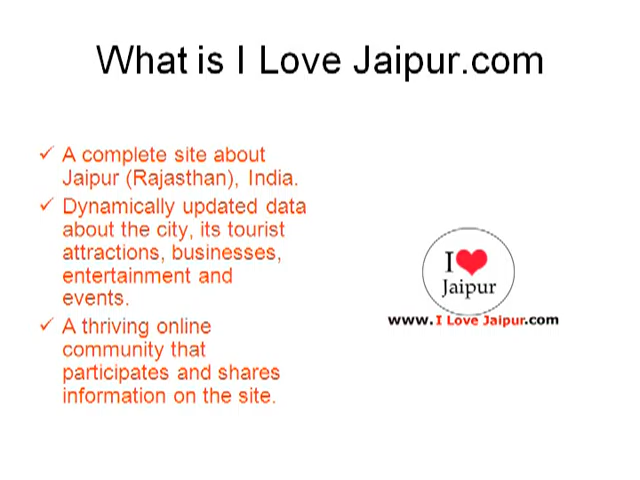 What is I Love Jaipur.com
A complete site about
Jaipur (Rajasthan), India.
Dynamically updated data
about the city, its tourist
attractions, businesses,
entertainment and
events.
A thriving online
community that
participates and shares
information on the site.
I ❤
Jaipur
www.I Love Jaipur.com